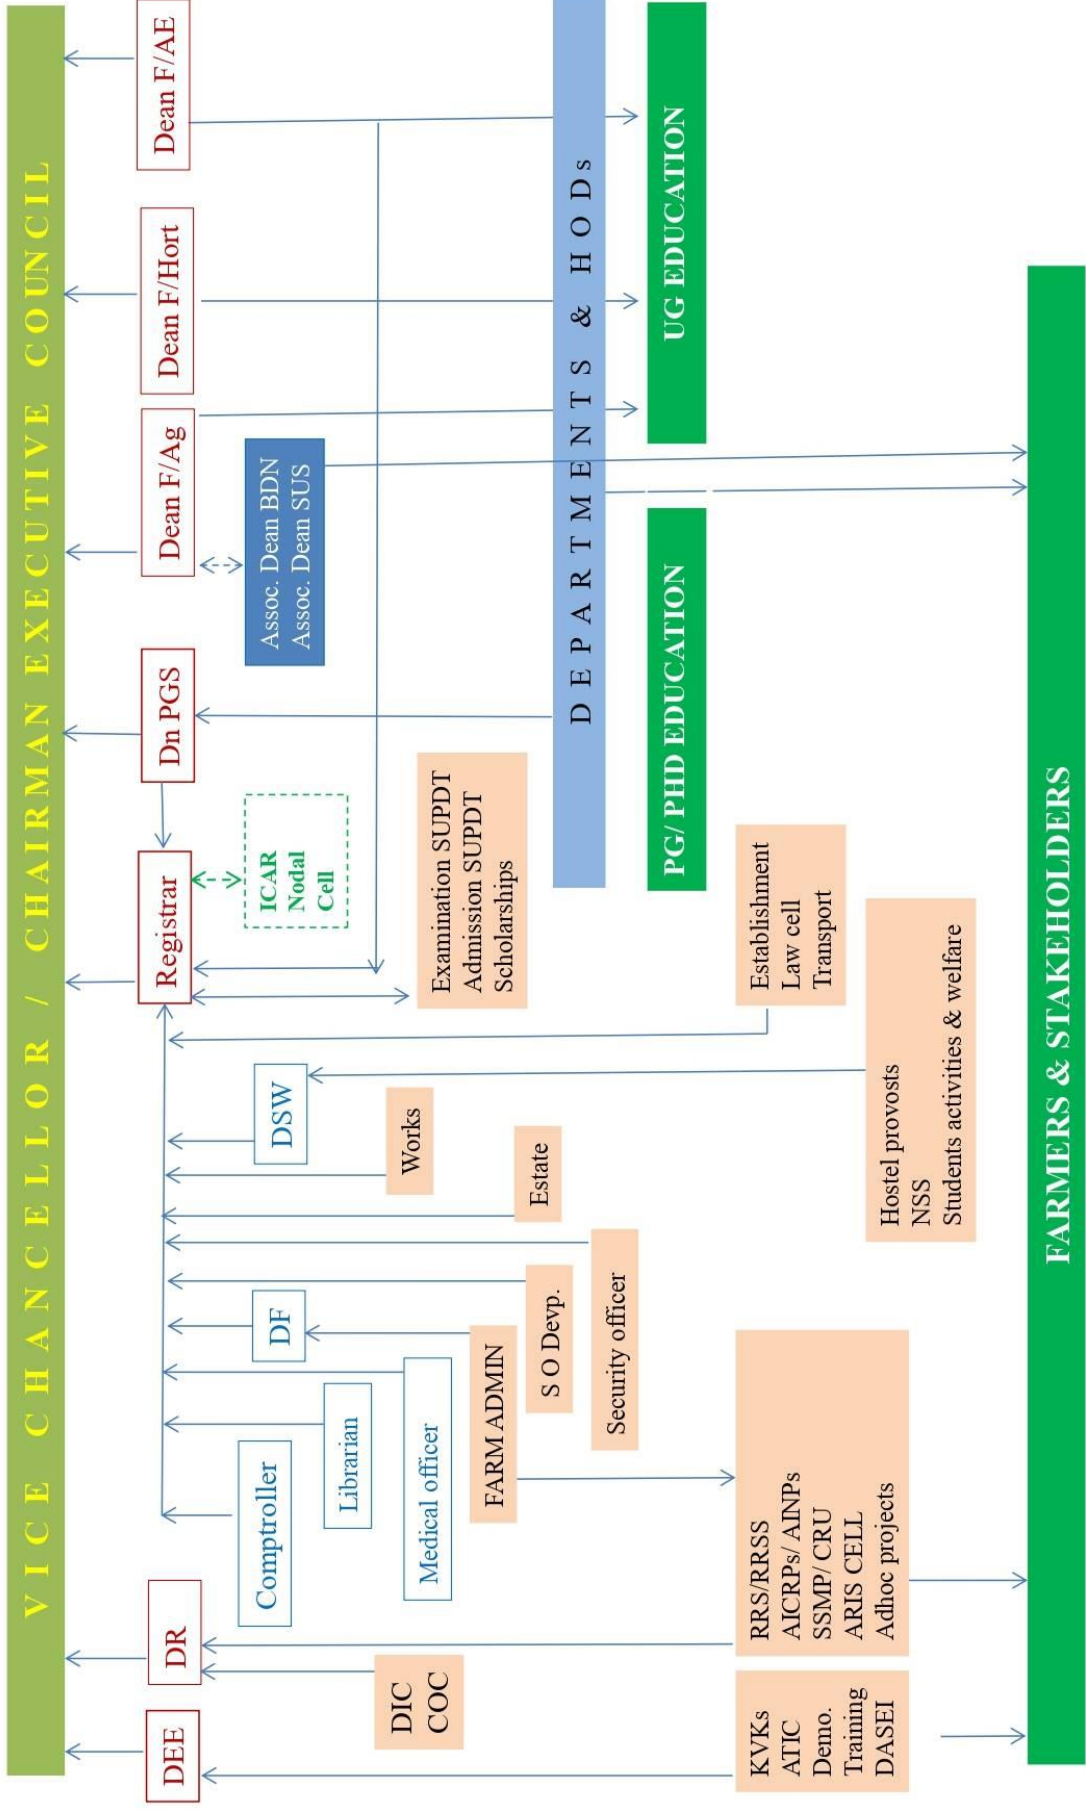 VICE CHANCELLOR / CHAIRMAN EXECUTIVE COUNCIL
DEE
DR
Registrar
Dn PGS
Dean F/Ag
Dean F/Hort
Dean F/AE
Comptroller
DF
DSW
ICAR
Nodal
Cell
Assoc. Dean BDN
Assoc. Dean SUS
Librarian
DIC
COC
Medical officer
Works
Examination SUPDT
Admission SUPDT
Scholarships
FARM ADMIN
S O Devp.
Estate
Security officer
DEPARTMENTS & HODs
PG/ PHD EDUCATION
UG EDUCATION
KVKs
ATIC
Demo.
Training
DASEI
RRS/RRSS
AICRPs/ AINPs
SSMP/ CRU
ARIS CELL
Adhoc projects
Establishment
Law cell
Transport
Hostel provosts
NSS
Students activities & welfare
FARMERS & STAKEHOLDERS